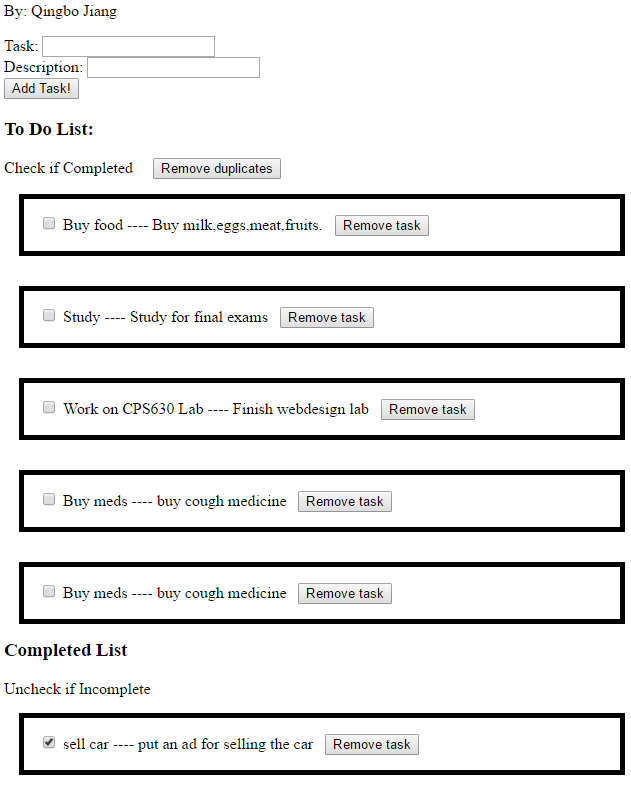 By: Qingbo Jiang
Task:
Description:
Add Task!
To Do List:
Check if Completed Remove duplicates
Buy food ---- Buy milk,eggs,meat,fruits. Remove task
Study ---- Study for final exams Remove task
Work on CPS630 Lab ---- Finish webdesign lab Remove task
Buy meds ---- buy cough medicine Remove task
Buy meds ---- buy cough medicine Remove task
Completed List
Uncheck if Incomplete
sell car ---- put an ad for selling the car Remove task